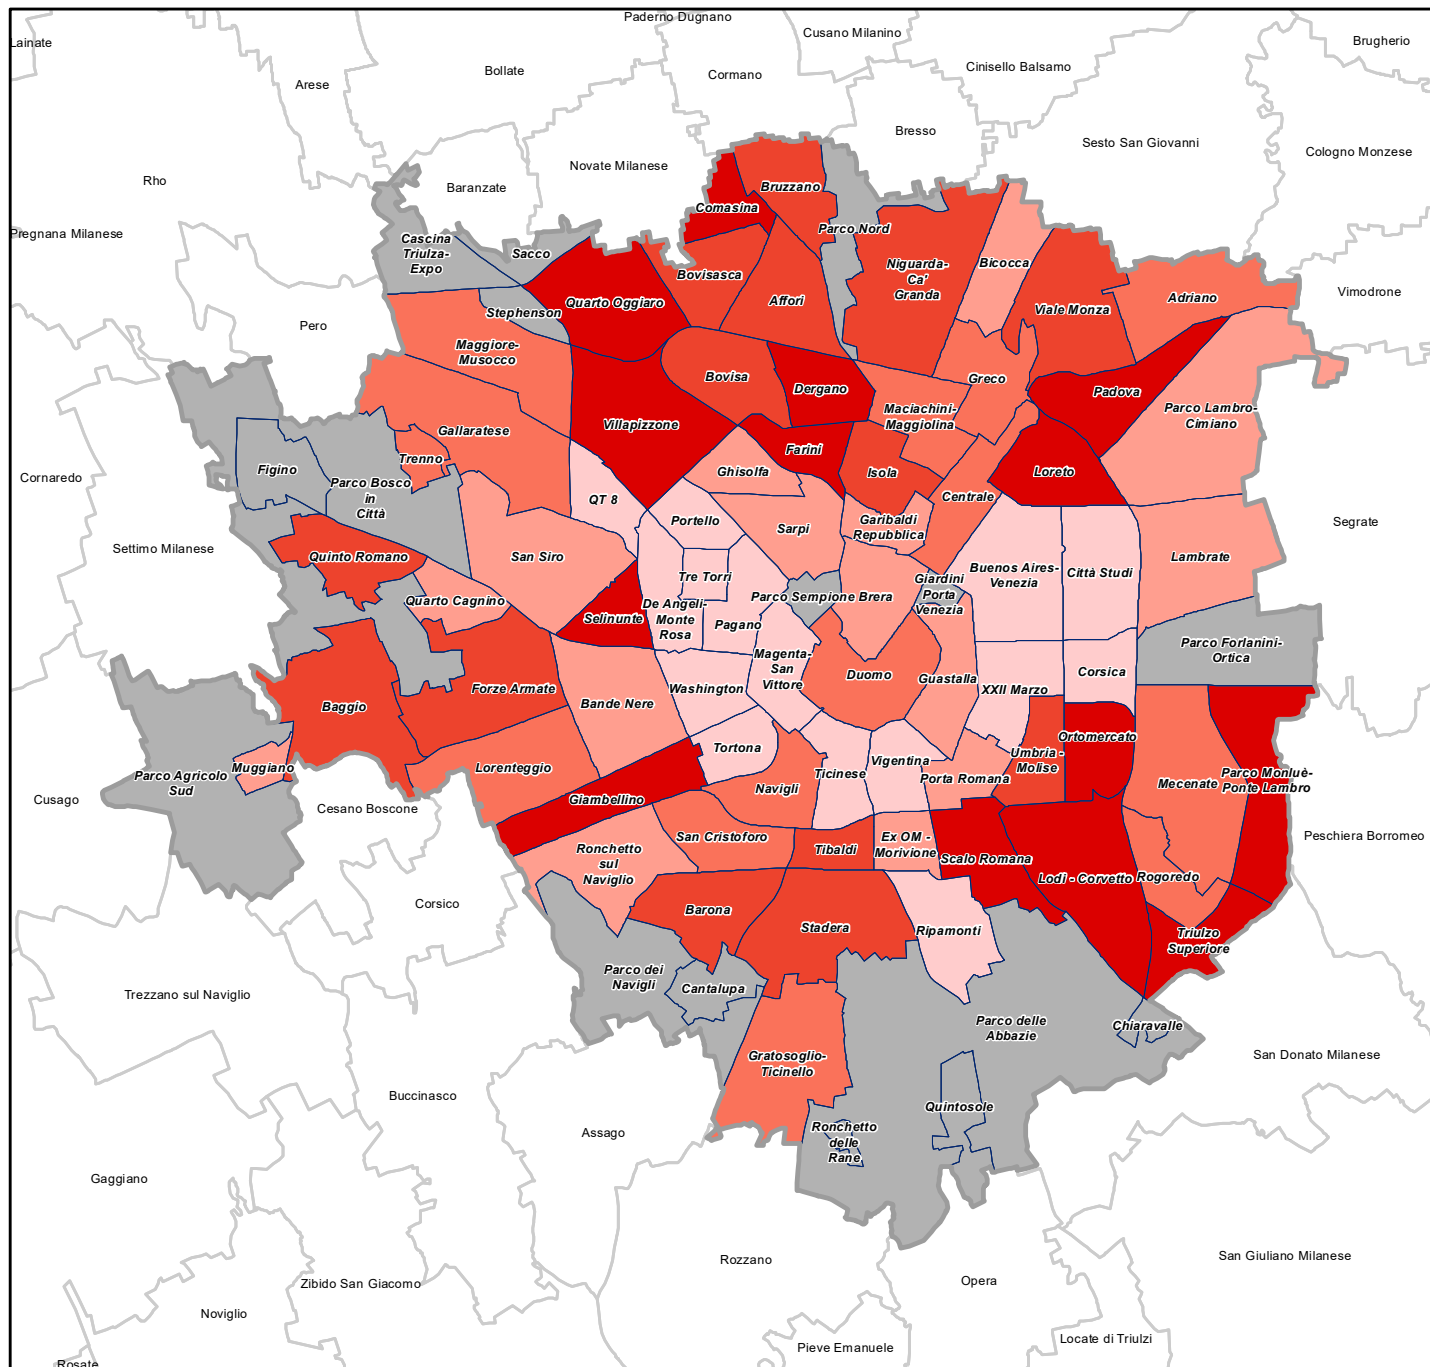 Paderno Dugnano
Cusano Milanino
Lainate
Brugherio
Bollate
Cormano
Cinisello Balsamo
Arese
Bresso
Sesto San Giovanni
Cologno Monzese
Novate Milanese
Rho
Baranzate
Bruzzano
Comasina
Pregnana Milanese
Parco Nord
Cascina
Triulza-
Expo
Sacco
Bovisasca
Niguarda-
Ca'
Granda
Bicocca
Vimodrone
Quarto Oggiaro
Affori
Adriano
Stephenson
Viale Monza
Pero
Maggiore-
Musocco
Bovisa
Dergano
Greco
Padova
Maciachini-
Maggiolina
Parco Lambro-
Cimiano
Villapizzone
Gallaratese
Farini
Trenno
Figino
Ghisolfa
Isola
Loreto
Cornaredo
Parco Bosco
in
Città
QT 8
Centrale
Portello
Sarpi
Garibaldi
Repubblica
Segrate
Settimo Milanese
Quinto Romano
San Siro
Lambrate
Tre Torri
Buenos Aires-
Venezia
Città Studi
Giardini
Porta
Venezia
Parco Sempione
Brera
Quarto Cagnino
De Angeli-
Monte
Rosa
Selinunte
Pagano
Parco Forlanini-
Ortica
Magenta-
San
Vittore
Duomo
Guastalla
Corsica
Forze Armate
Washington
XXII Marzo
Bande Nere
Baggio
Ortomercato
Tortona
Umbria -
Molise
Vigentina
Muggiano
Lorenteggio
Parco Agricolo
Sud
Ticinese
Porta Romana
Mecenate
Parco Monluè-
Ponte Lambro
Navigli
Cusago
Cesano Boscone
Giambellino
San Cristoforo
Tibaldi
Ex OM -
Morivione
Peschiera Borromeo
Ronchetto
sul
Naviglio
Scalo Romana
Lodi - Corvetto
Rogoredo
Corsico
Barona
Stadera
Ripamonti
Triulzo
Superiore
Parco dei
Navigli
Cantalupa
Trezzano sul Naviglio
Parco delle
Abbazie
Chiaravalle
Gratosoglio-
Ticinello
San Donato Milanese
Buccinasco
Quintosole
Assago
Ronchetto
delle
Rane
Gaggiano
Rozzano
San Giuliano Milanese
Zibido San Giacomo
Opera
Noviglio
Locate di Triulzi
Pieve Emanuele
Rosate